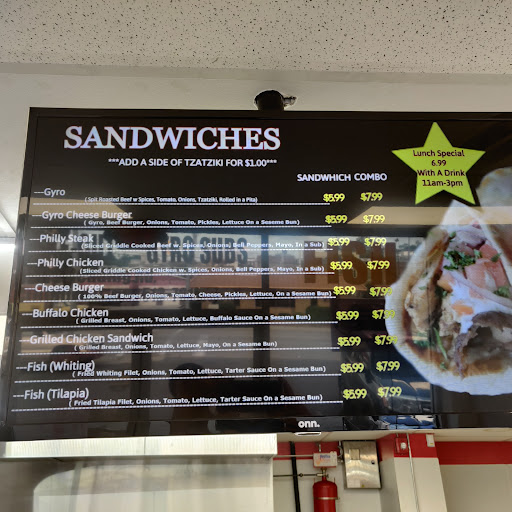 SANDWICHES
***ADD A SIDE OF TZATZIKI FOR $1.00***
SANDWHICH COMBO
Lunch Special
6.99
With A Drink
11am-3pm
---Gyro $5.99 $7.99
(Spit Roasted Beef w Spices, Tomato, Onions, Tzatziki, Rolled in a Pita)
--Gyro Cheese Burger $5.99 $7.99
( Gyro, Beef Burger, Onions, Tomato, Pickles, Lettuce On a Sesame Bun)
---Philly Steak $5.99 $7.99
(Sliced Griddle Cooked Beef w. Spices, Onions, Bell Peppers, Mayo, In a Sub)
---Philly Chicken $5.99 $7.99
(Sliced Griddle Cooked Chicken w. Spices, Onions, Bell Peppers, Mayo, In a Sub)
---Cheese Burger $5.99 $7.99
( 100% Beef Burger, Onions, Tomato, Cheese, Pickles, Lettuce, On a Sesame Bun)
--Buffalo Chicken $5.99 $7.99
( Grilled Breast, Onions, Tomato, Lettuce, Buffalo Sauce On a Sesame Bun)
---Grilled Chicken Sandwich $5.99 $7.99
( Grilled Breast, Onions, Tomato, Lettuce, Mayo, On a Sesame Bun)
---Fish (Whiting) $5.99 $7.99
( Fried Whiting Filet, Onions, Tomato, Lettuce, Tarter Sauce On a Sesame Bun)
---Fish (Tilapia) $5.99 $7.99
( Fried Tilapia Filet, Onions, Tomato, Lettuce, Tarter Sauce On a Sesame Bun)
onn.